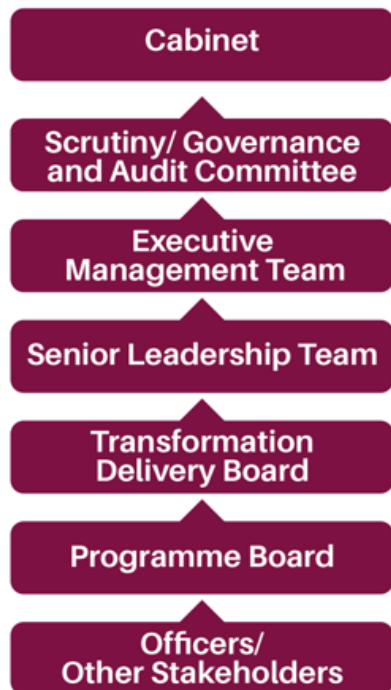 Cabinet
Scrutiny/ Governance
and Audit Committee
Executive
Management Team
Senior Leadership Team
Transformation
Delivery Board
Programme Board
Officers/
Other Stakeholders